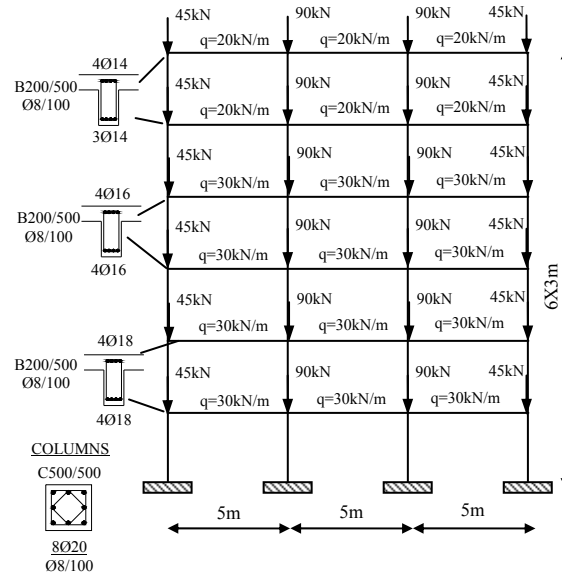 45kN 90kN 90kN 45kN
4Ø14 q=20kN/m q=20kN/m q=20kN/m
B200/500 45kN 90kN 90kN 45kN
Ø8/100 q=20kN/m q=20kN/m q=20kN/m
3Ø14
45kN 90kN 90kN 45kN
4Ø16 q=30kN/m q=30kN/m q=30kN/m
B200/500 45kN 90kN 90kN 45kN
Ø8/100 q=30kN/m q=30kN/m q=30kN/m
4Ø16
45kN 90kN 90kN 45kN
4Ø18 q=30kN/m q=30kN/m q=30kN/m
B200/500 45kN 90kN 90kN 45kN
Ø8/100 q=30kN/m q=30kN/m q=30kN/m
4Ø18
6X3m
COLUMNS
C500/500
8Ø20
Ø8/100
5m 5m 5m